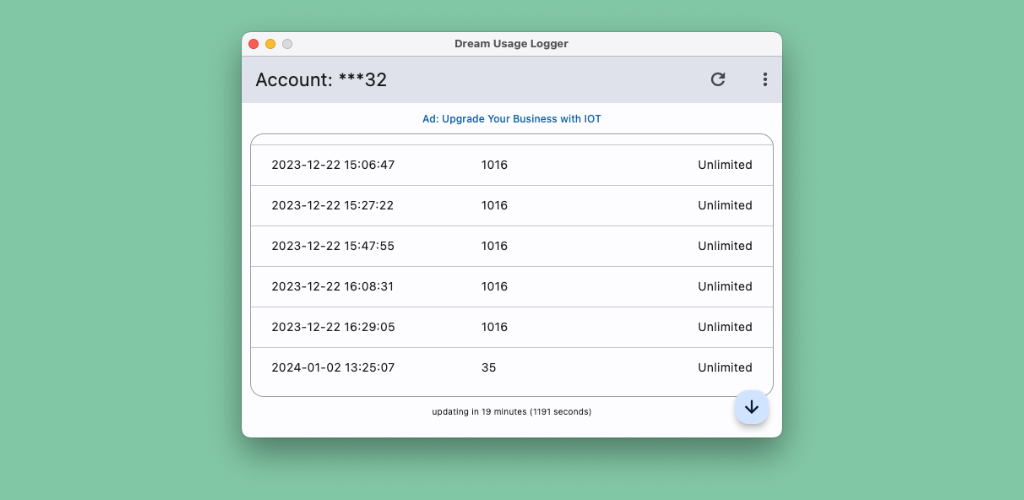 Dream Usage Logger
Account: ***32
Ad: Upgrade Your Business with IOT
2023-12-22 15:06:47 1016 Unlimited
2023-12-22 15:27:22 1016 Unlimited
2023-12-22 15:47:55 1016 Unlimited
2023-12-22 16:08:31 1016 Unlimited
2023-12-22 16:29:05 1016 Unlimited
2024-01-02 13:25:07 35 Unlimited
updating in 19 minutes (1191 seconds)